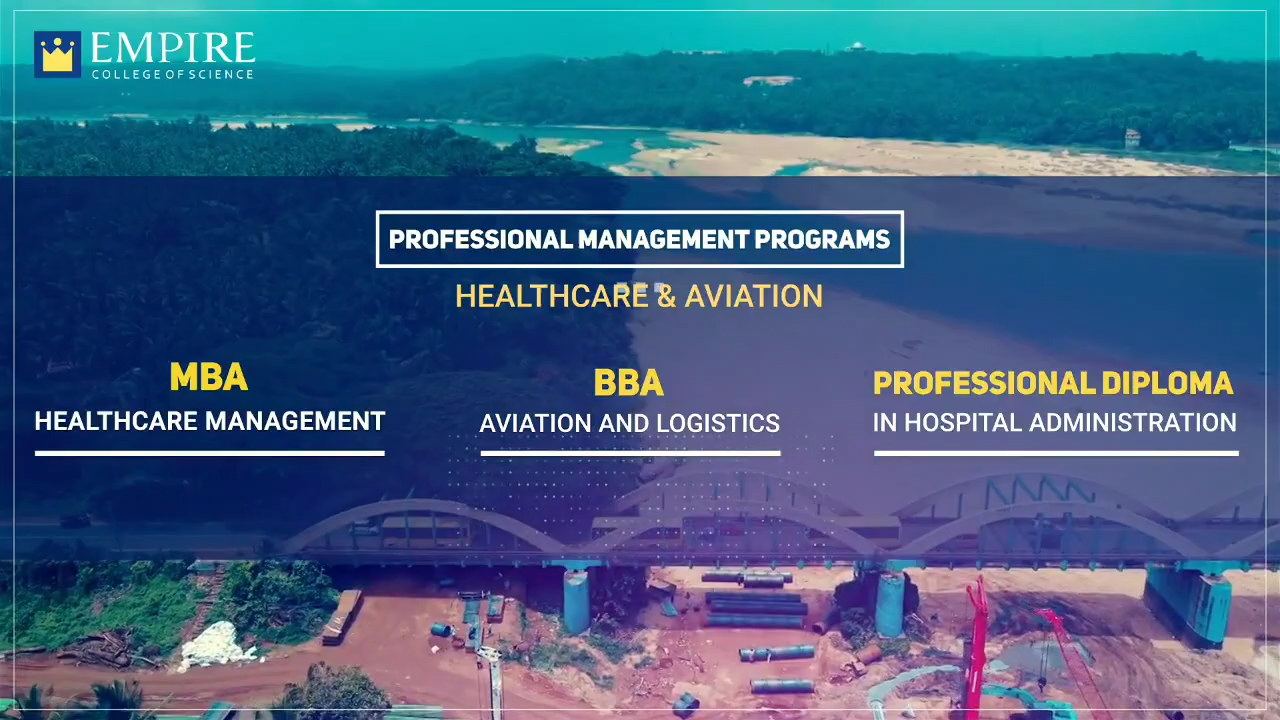 EMPIRE
COLLEGE OF SCIENCE
PROFESSIONAL MANAGEMENT PROGRAMS
HEALTHCARE & AVIATION
MBA
HEALTHCARE MANAGEMENT
BBA
AVIATION AND LOGISTICS
PROFESSIONAL DIPLOMA
IN HOSPITAL ADMINISTRATION